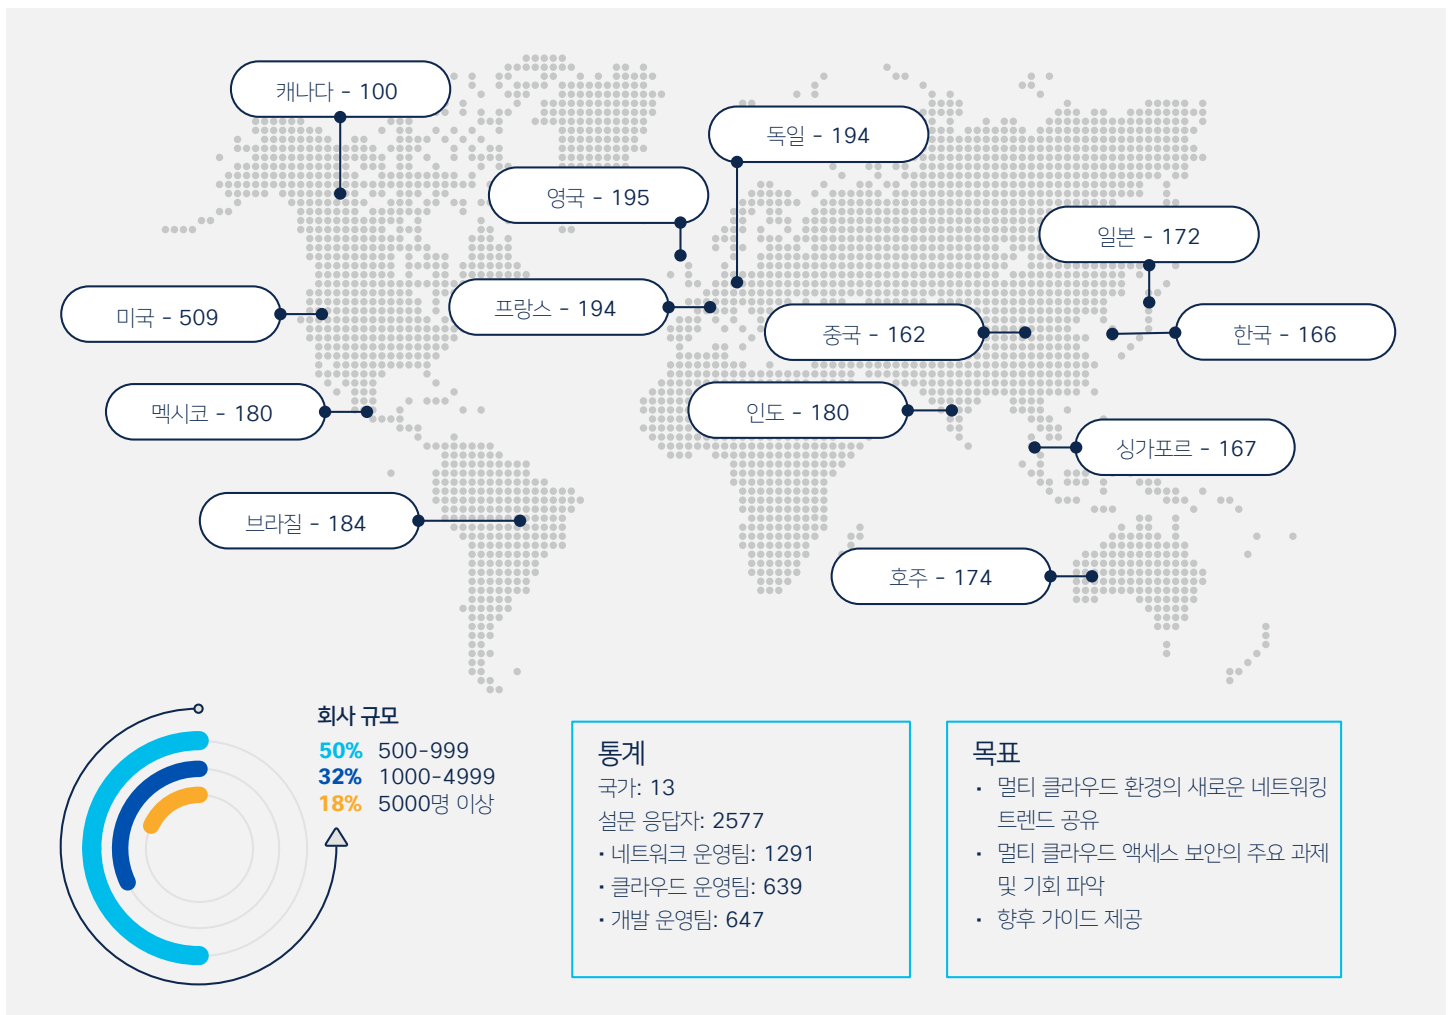 캐나다 - 100
독일 - 194
영국 - 195
일본 - 172
미국 - 509
프랑스 - 194
중국 - 162
한국 - 166
멕시코 - 180
인도 - 180
싱가포르 - 167
브라질 - 184
호주 - 174
회사 규모
50% 500-999
32% 1000-4999
18% 5000명 이상
통계
국가: 13
설문 응답자: 2577
• 네트워크 운영팀: 1291
• 클라우드 운영팀: 639
• 개발 운영팀: 647
목표
• 멀티 클라우드 환경의 새로운 네트워킹
트렌드 공유
• 멀티 클라우드 액세스 보안의 주요 과제
및 기회 파악
• 향후 가이드 제공